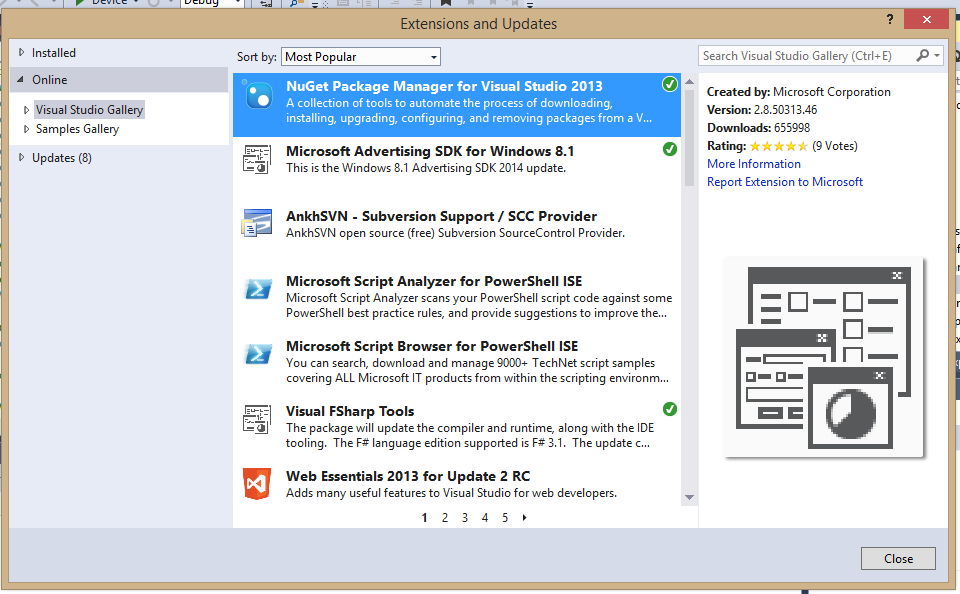 Device
Debug
Extensions and Updates
?
Installed
Online
Visual Studio Gallery
Samples Gallery
Updates (8)
Sort by: Most Popular
NuGet Package Manager for Visual Studio 2013
A collection of tools to automate the process of downloading,
installing, upgrading, configuring, and removing packages from a V...
Microsoft Advertising SDK for Windows 8.1
This is the Windows 8.1 Advertising SDK 2014 update.
AnkhSVN - Subversion Support / SCC Provider
AnkhSVN open source (free) Subversion SourceControl Provider.
Microsoft Script Analyzer for PowerShell ISE
Microsoft Script Analyzer scans your PowerShell script code against some
PowerShell best practice rules, and provide suggestions to improve the...
Microsoft Script Browser for PowerShell ISE
You can search, download and manage 9000+ TechNet script samples
covering ALL Microsoft IT products from within the scripting environm...
Visual FSharp Tools
The package will update the compiler and runtime, along with the IDE
tooling.  The F# language edition supported is F# 3.1.  The update c...
Web Essentials 2013 for Update 2 RC
Adds many useful features to Visual Studio for web developers.
1 2 3 4 5
Search Visual Studio Gallery (Ctrl+E)
Created by: Microsoft Corporation
Version: 2.8.50313.46
Downloads: 655998
Rating: (9 Votes)
More Information
Report Extension to Microsoft
Close